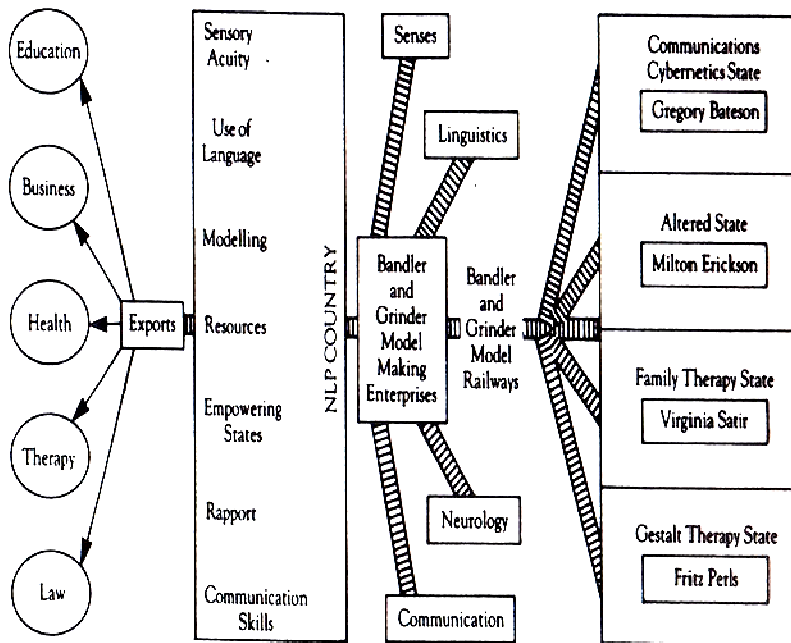 Education
Business
Health
Therapy
Law
Exports
Sensory
Acuity
Use of
Language
Modelling
Resources
Empowering
States
Rapport
Communication
Skills
NLP COUNTRY
Senses
Linguistics
Bandler
and
Grinder
Model
Making
Enterprises
Neurology
Communication
Bandler
and
Grinder
Model
Railways
Communications
Cybernetics State
Gregory Bateson
Altered State
Milton Erickson
Family Therapy State
Virginia Satir
Gestalt Therapy State
Fritz Perls